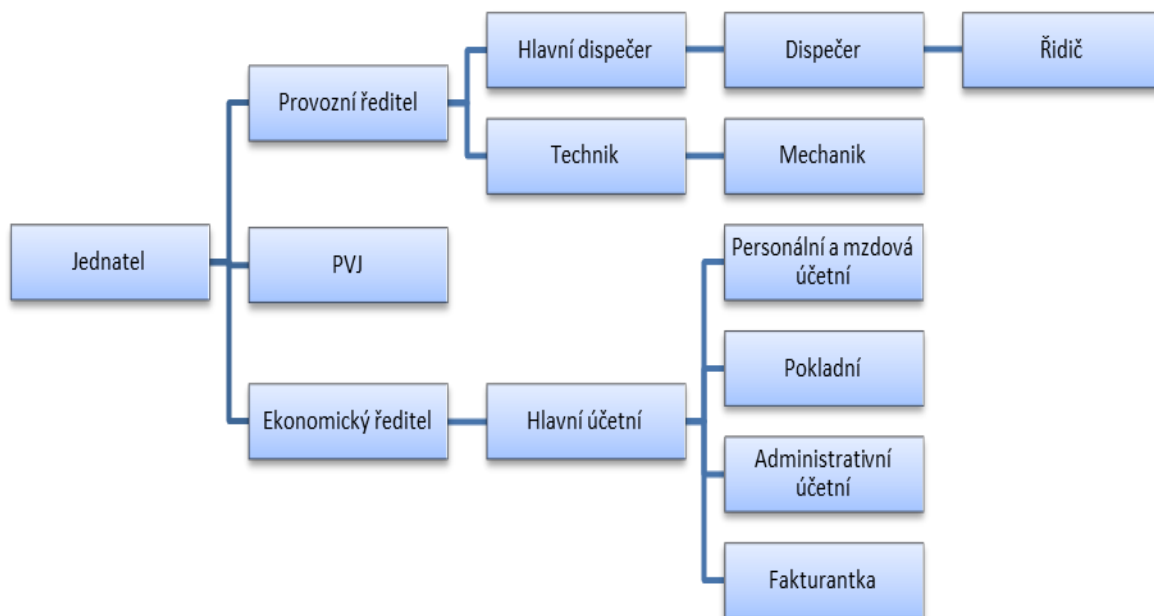 Hlavní dispečer
Dispečer
Řidič
Provozní ředitel
Technik
Mechanik
Jednatel
PVJ
Personální a mzdová
účetní
Pokladní
Ekonomický ředitel
Hlavní účetní
Administrativní
účetní
Fakturantka